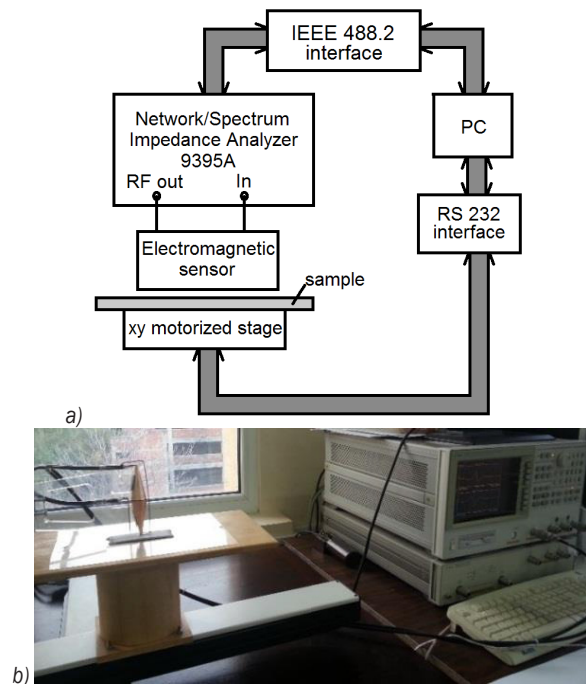 IEEE 488.2
interface
Network/Spectrum
Impedance Analyzer
9395A
RF out
In
PC
RS 232
interface
Electromagnetic
sensor
sample
xy motorized stage
a)
b)